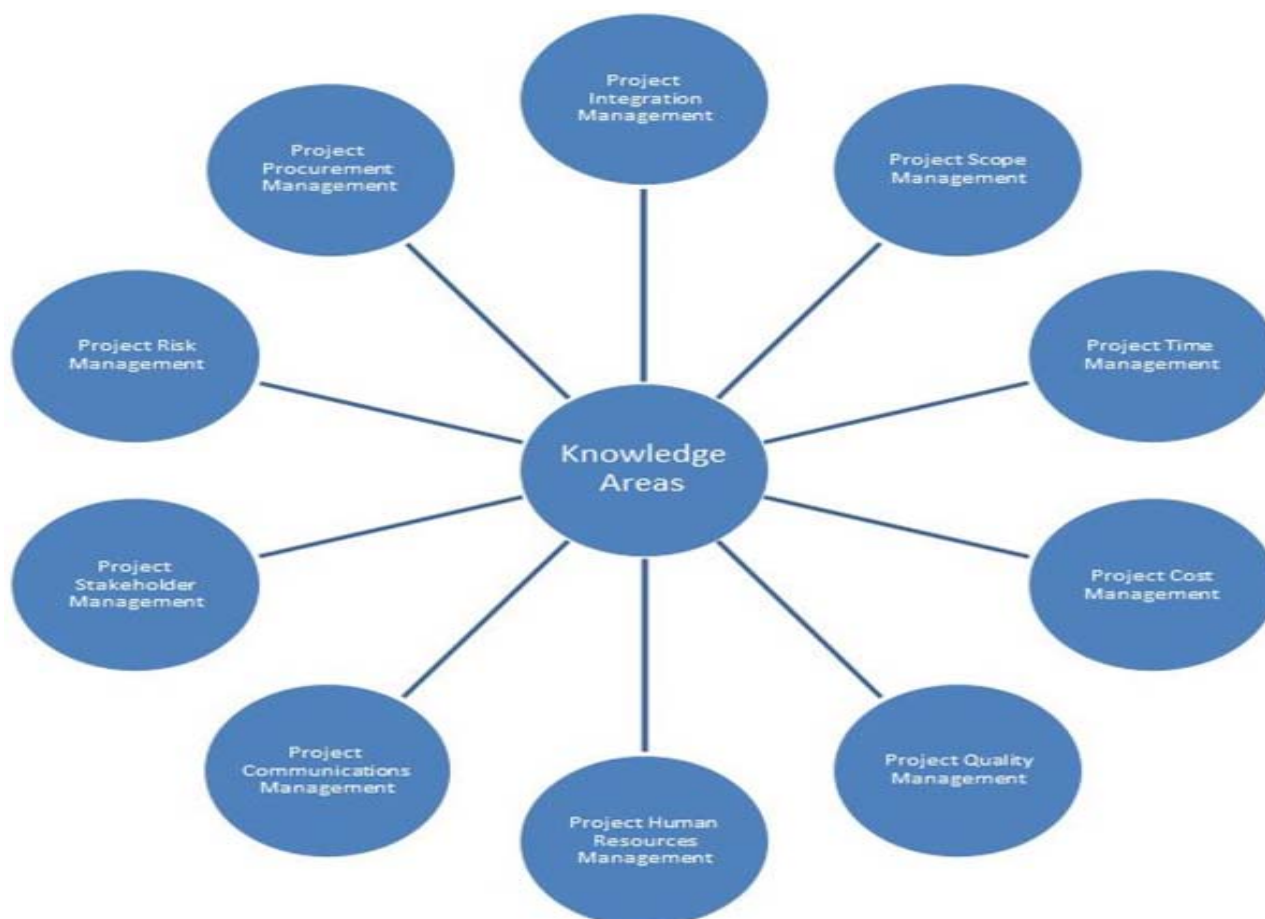 Project
Integration
Management
Project Scope
Management
Project Time
Management
Project Cost
Management
Project Quality
Management
Project Human
Resources
Management
Project
Communications
Management
Project
Stakeholder
Management
Project Risk
Management
Project
Procurement
Management
Knowledge
Areas